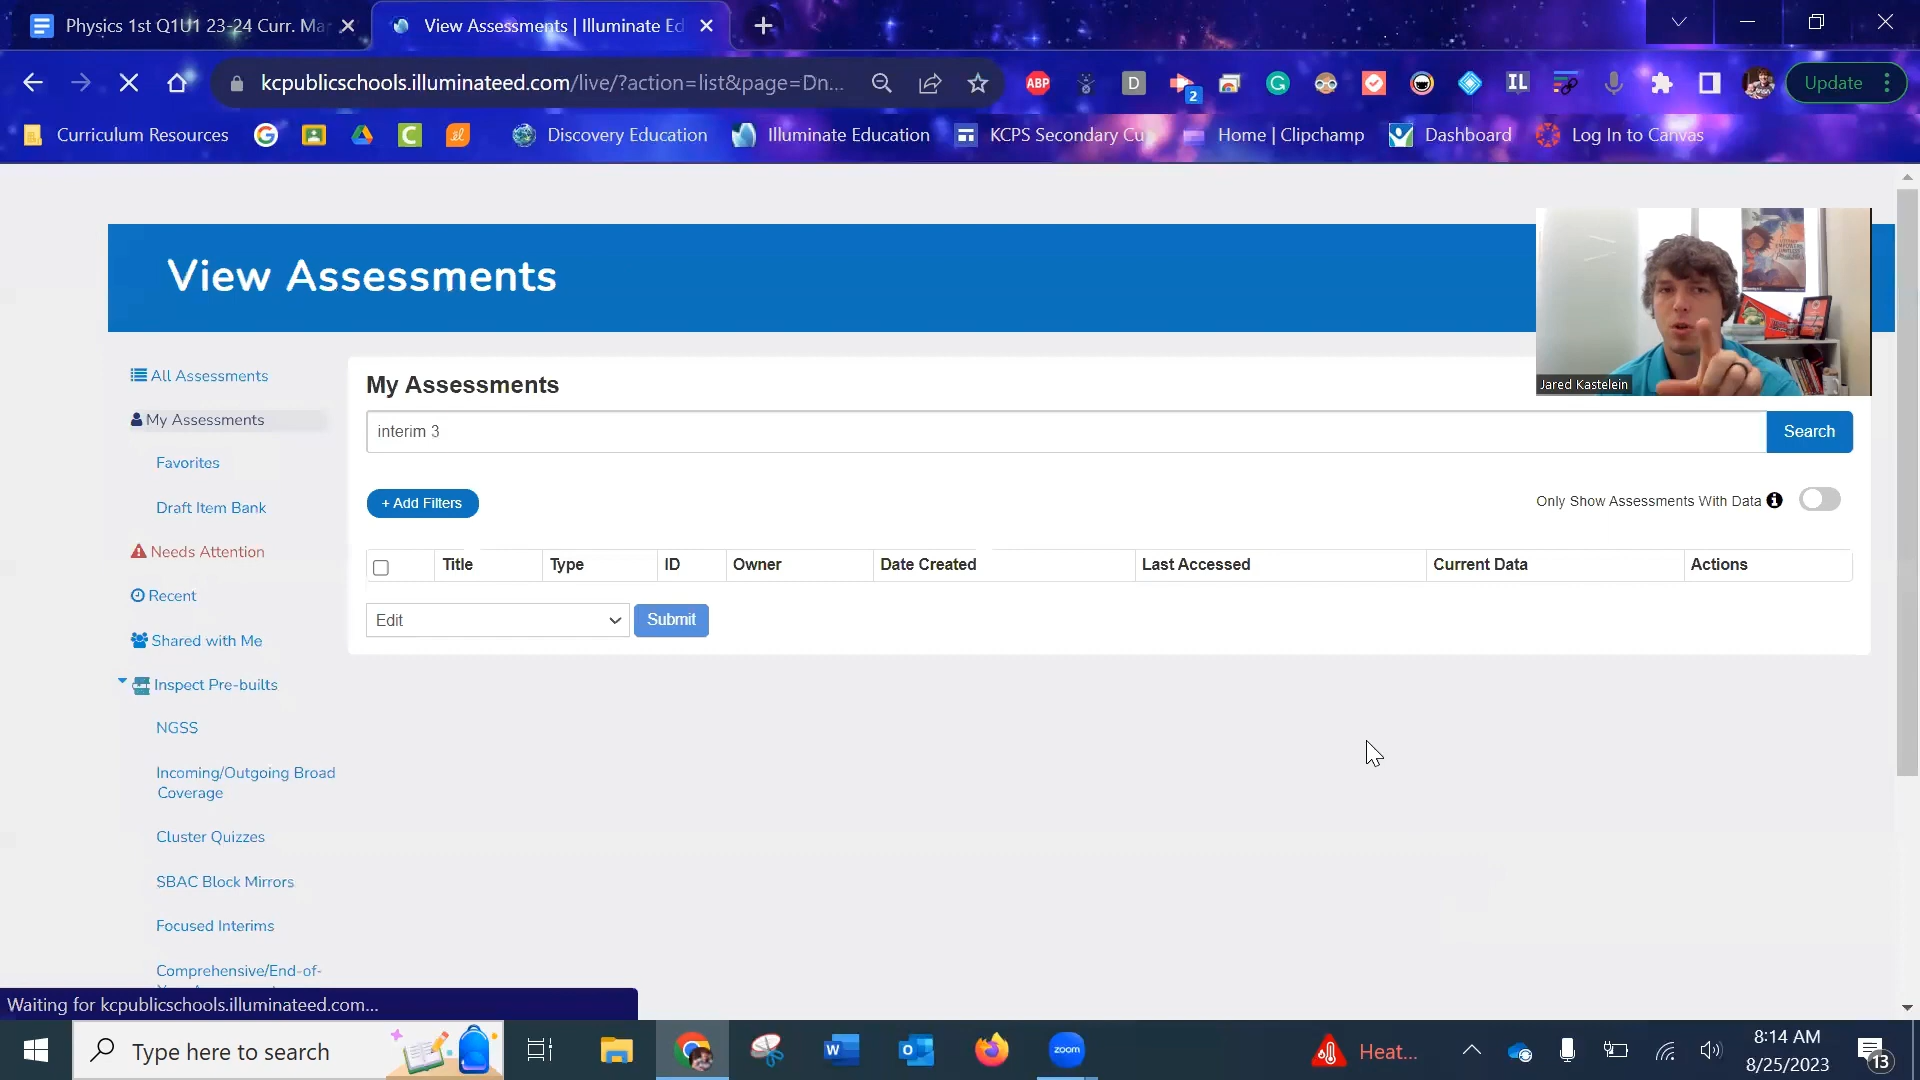 Physics 1st Q1U1 23-24 Curr. Ma
View Assessments | Illuminate Ed
kcpublicschools.illuminateed.com/live/?action=list&page=Dn...
ABP
D
2
G
IL
Update
Curriculum Resources
Discovery Education
Illuminate Education
KCPS Secondary Cu
Home | Clipchamp
Dashboard
Log In to Canvas
View Assessments
Jared Kastelein
All Assessments
My Assessments
Favorites
Draft Item Bank
Needs Attention
Recent
Shared with Me
Inspect Pre-builts
NGSS
Incoming/Outgoing Broad
Coverage
Cluster Quizzes
SBAC Block Mirrors
Focused Interims
Comprehensive/End-of-
My Assessments
interim 3
Search
+ Add Filters
Only Show Assessments With Data
Title
Type
ID
Owner
Date Created
Last Accessed
Current Data
Actions
Edit
Submit
Waiting for kcpublicschools.illuminateed.com...
Type here to search
zoom
Heat...
8:14 AM
8/25/2023
13